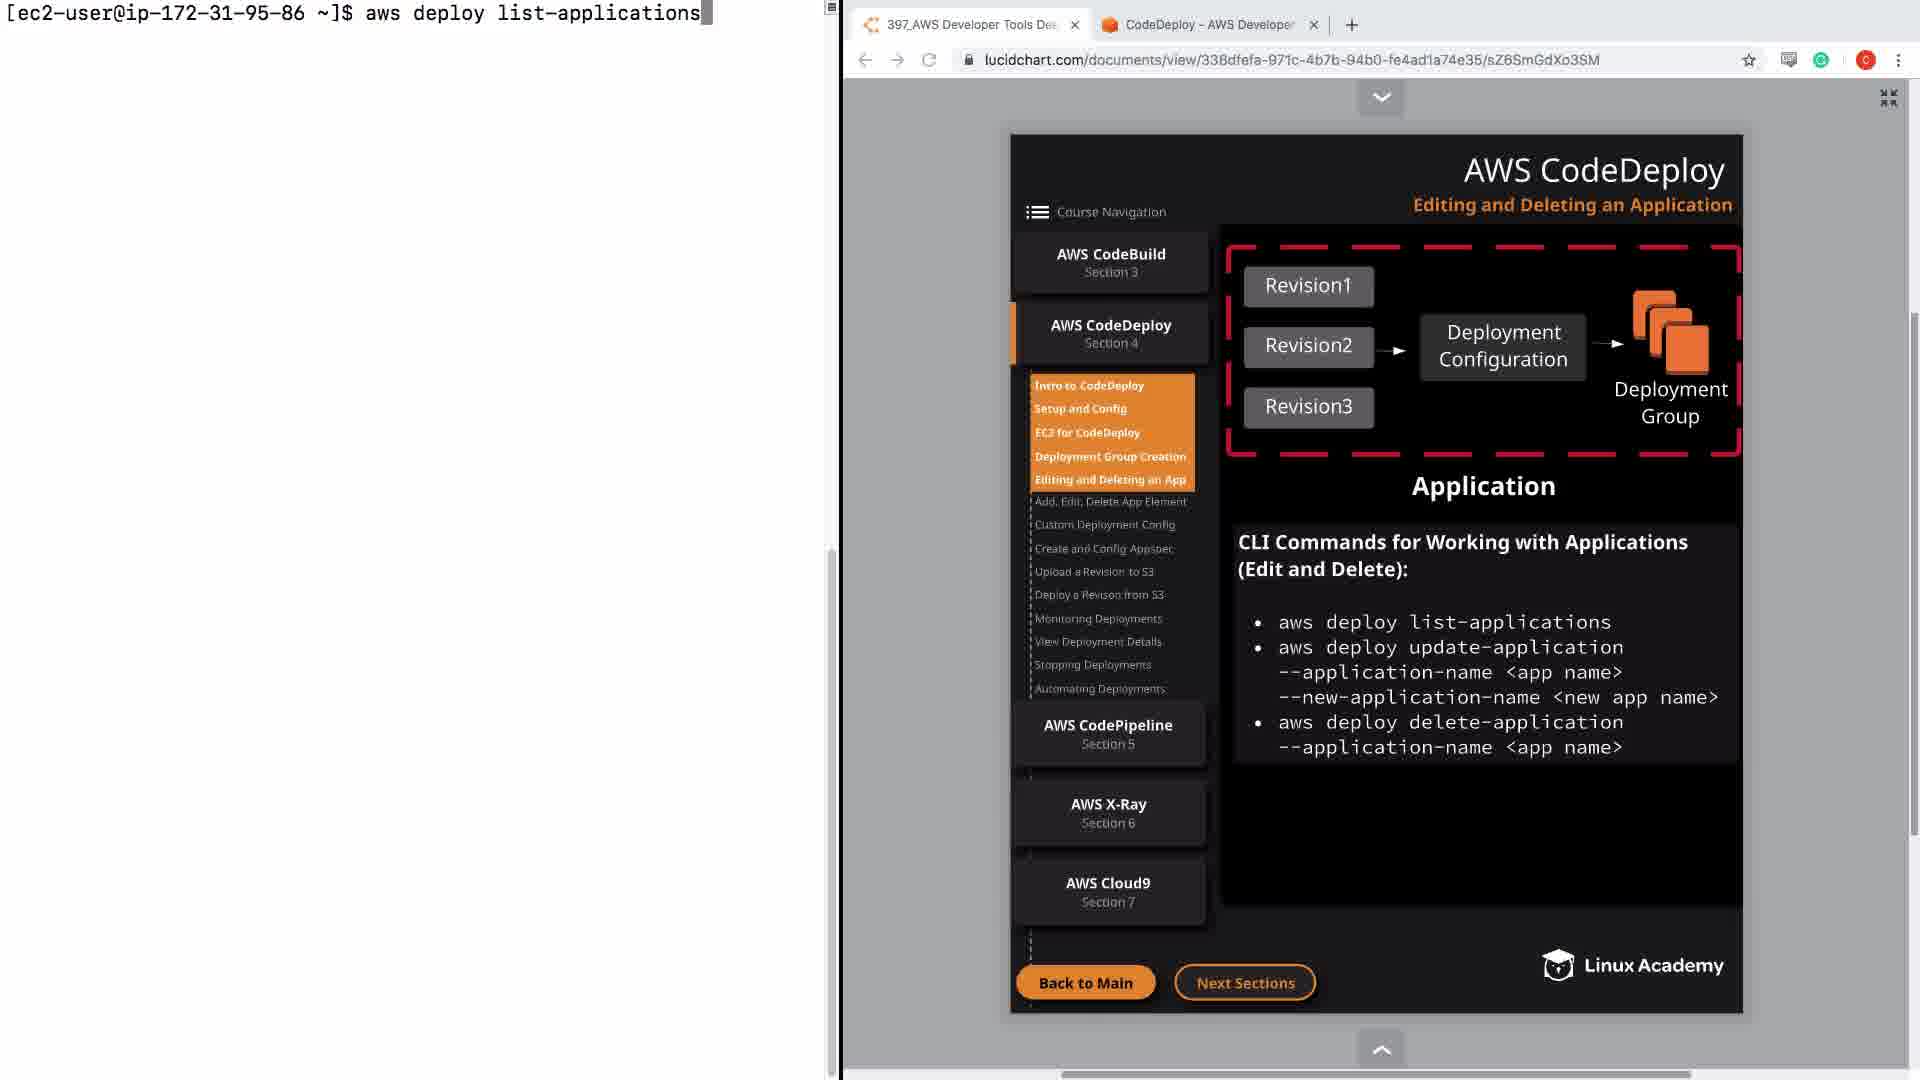 [ec2-user@ip-172-31-95-86 ~]$ aws deploy list-applications
397_AWS Developer Tools De
CodeDeploy - AWS Developer
lucidchart.com/documents/view/338dfefa-971c-4b7b-94b0-fe4ad1a74e35/sZ6SmGdXo3SM
C
AWS CodeDeploy
Editing and Deleting an Application
Course Navigation
AWS CodeBuild
Section 3
AWS CodeDeploy
Section 4
Intro to CodeDeploy
Setup and Config
EC2 for CodeDeploy
Deployment Group Creation
Editing and Deleting an App
Add, Edit, Delete App Element
Custom Deployment Config
Create and Config Appspec
Upload a Revision to S3
Deploy a Revison from S3
Monitoring Deployments
View Deployment Details
Stopping Deployments
Automating Deployments
AWS CodePipeline
Section 5
AWS X-Ray
Section 6
AWS Cloud9
Section 7
Back to Main
Next Sections
Revision1
Revision2
Revision3
Deployment
Configuration
Deployment
Group
Application
CLI Commands for Working with Applications
(Edit and Delete):
• aws deploy list-applications
• aws deploy update-application
--application-name <app name>
--new-application-name <new app name>
• aws deploy delete-application
--application-name <app name>
Linux Academy